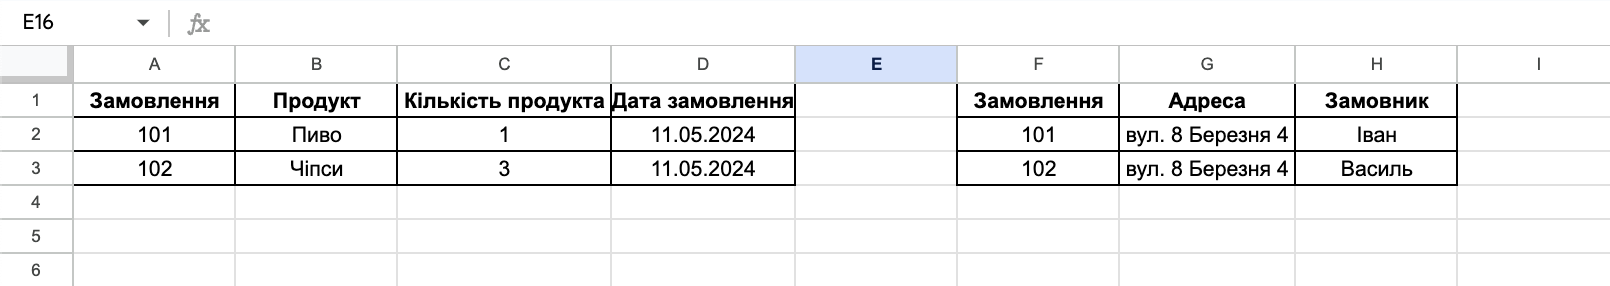 E16 fx
A B C D E F G H I
1 Замовлення Продукт Кількість продукта Дата замовлення Замовлення Адреса Замовник
2 101 Пиво 1 11.05.2024 101 вул. 8 Березня 4 Іван
3 102 Чіпси 3 11.05.2024 102 вул. 8 Березня 4 Василь
4
5
6